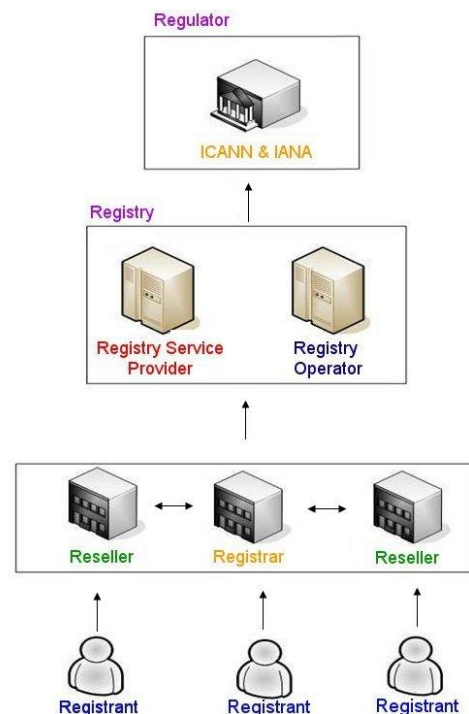 Regulator
ICANN & IANA
Registry
Registry Service
Provider
Registry
Operator
Reseller
Registrar
Reseller
Registrant
Registrant
Registrant